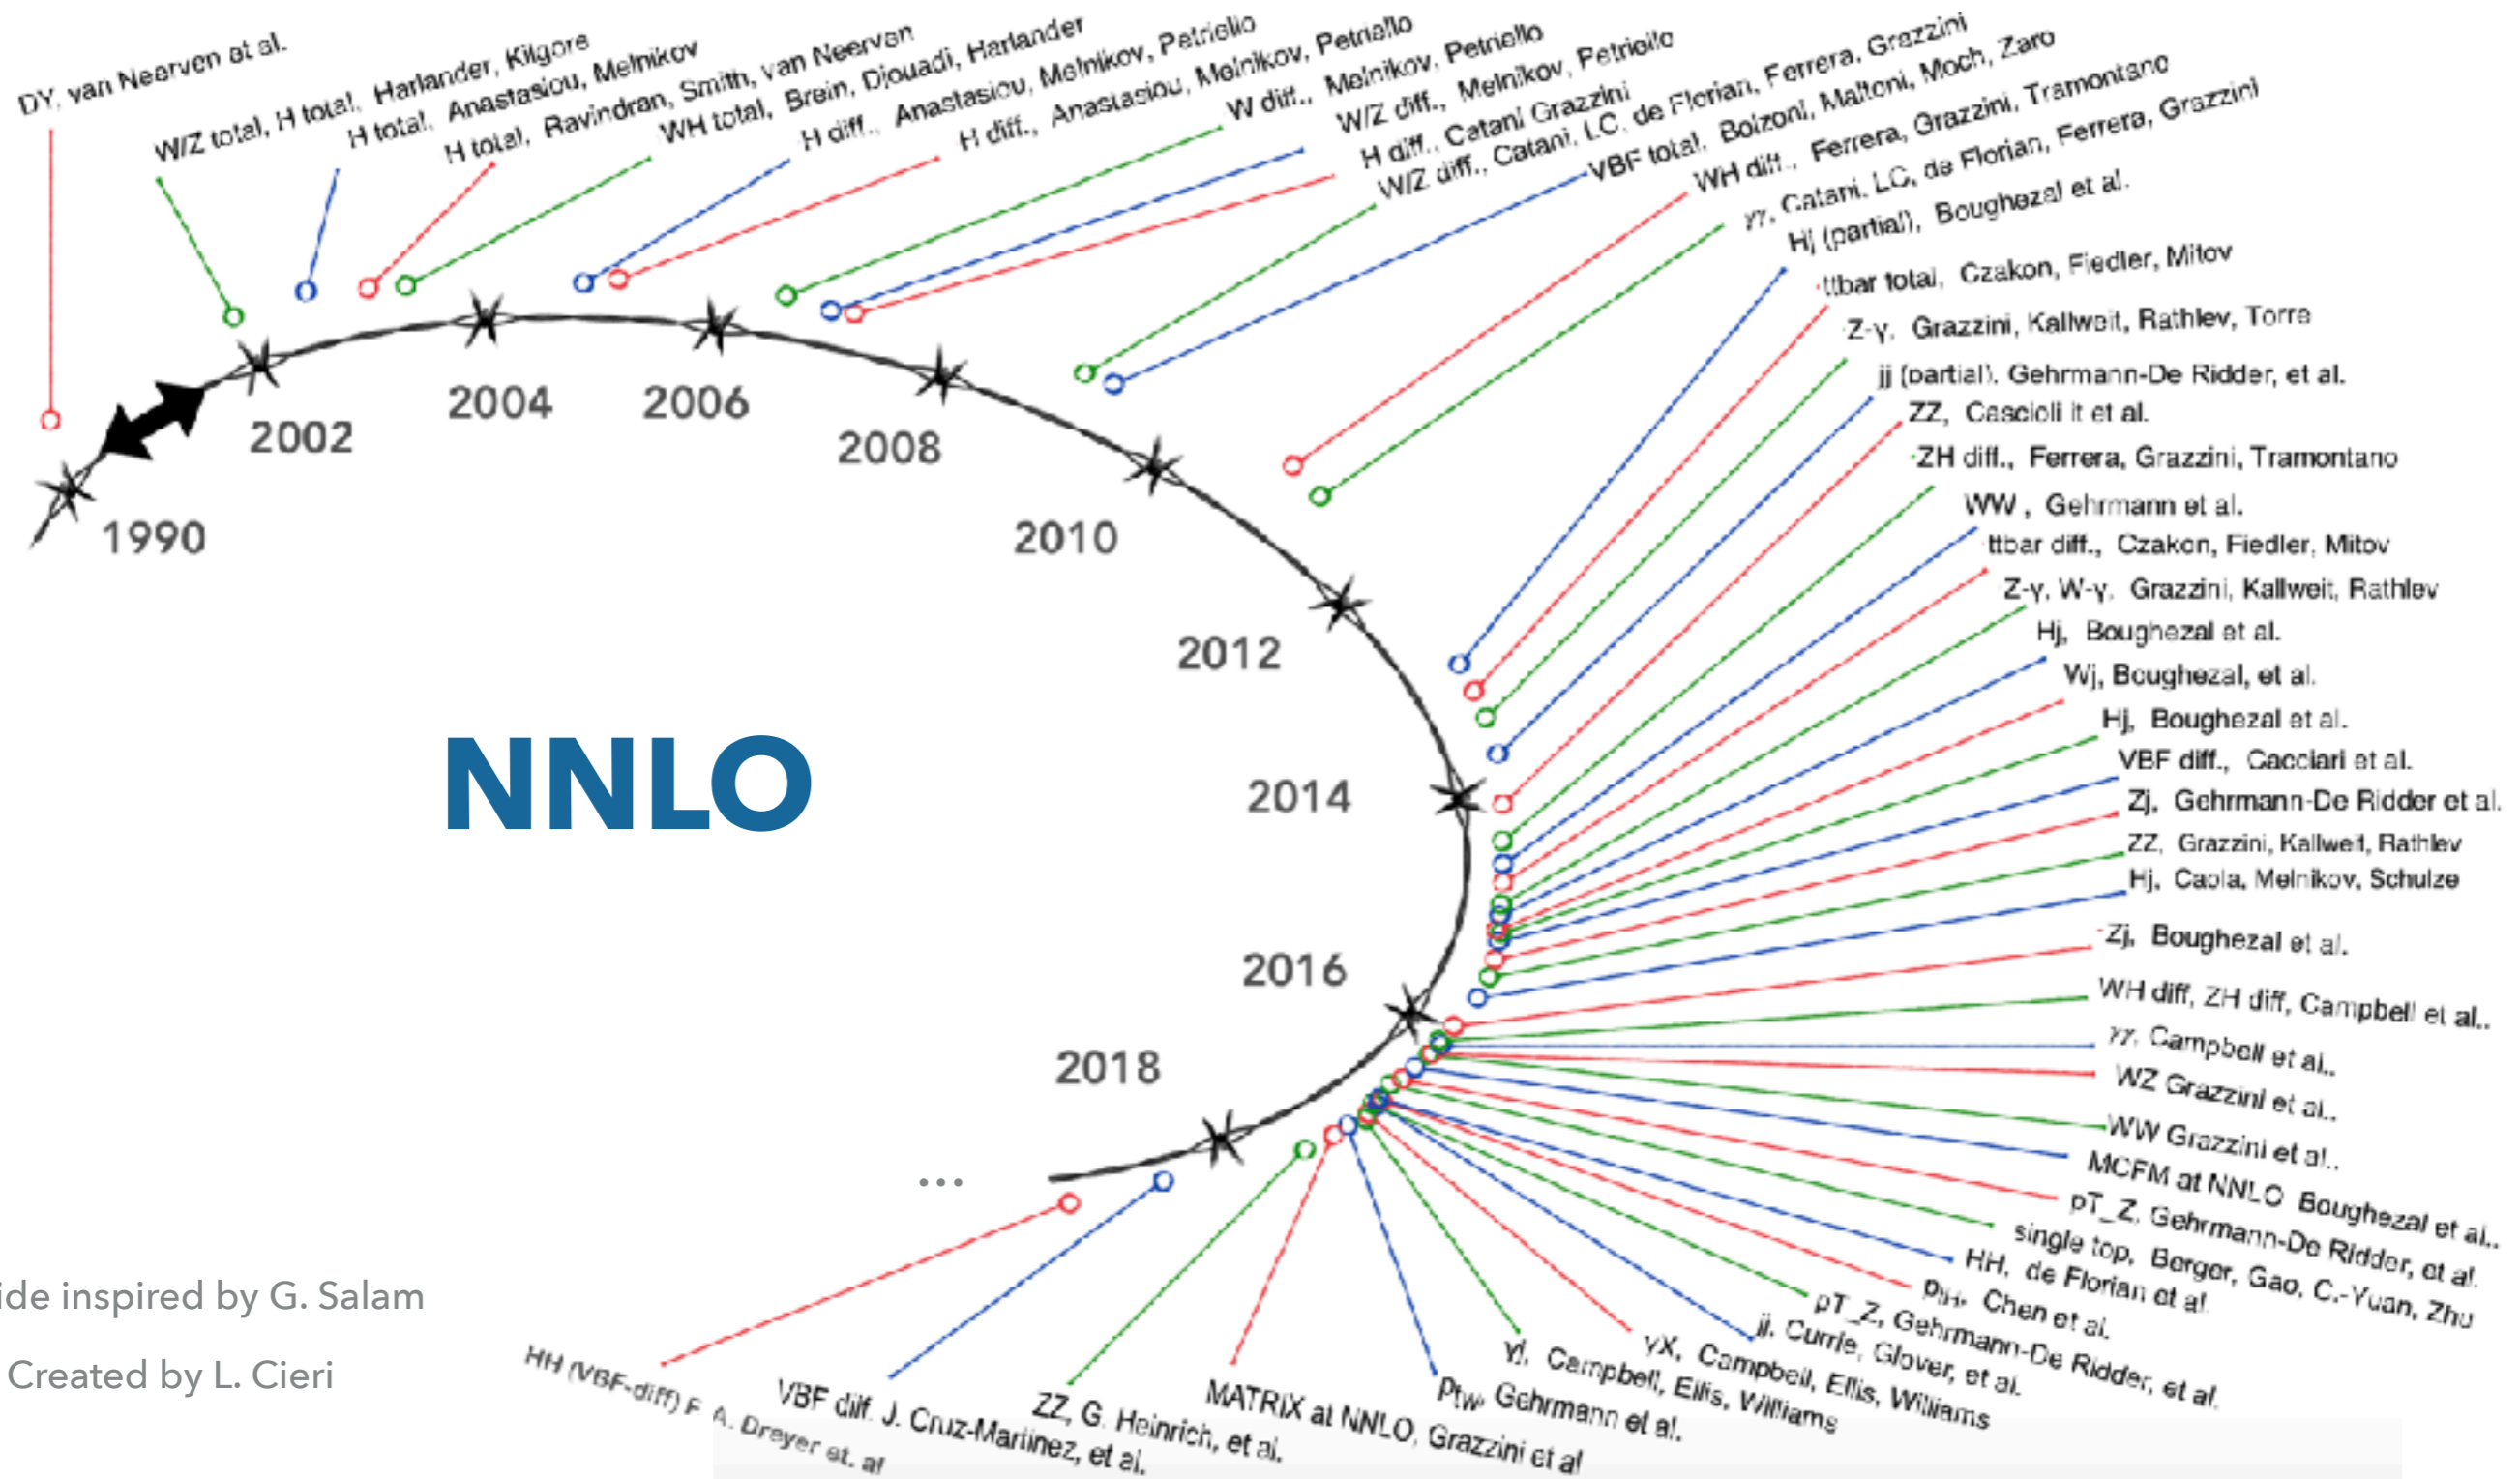 DY, van Neerven et al.
W/Z total, H total, Harlander, Kilgore
H total, Anastasiou, Melnikov
H total, Ravindran, Smith, van Neerven
WH total, Brein, Djouadi, Harlander
H diff., Anastasiou, Melnikov, Petriello
H diff., Anastasiou, Melnikov, Petriello
W diff., Melnikov, Petriello
W/Z diff., Melnikov, Petriello
H diff., Catani Grazzini
W/Z diff., Catani, LC, de Florian, Ferrera, Grazzini
VBF total, Bolzoni, Maltoni, Moch, Zaro
WH diff., Ferrera, Grazzini, Tramontano
γγ, Catani, LC, de Florian, Ferrera, Grazzini
Hj (partial), Boughezal et al.
ttbar total, Czakon, Fiedler, Mitov
Z-γ, Grazzini, Kallweit, Rathlev, Torre
jj (partial), Gehrmann-De Ridder, et al.
ZZ, Cascioli it et al.
ZH diff., Ferrera, Grazzini, Tramontano
WW, Gehrmann et al.
ttbar diff., Czakon, Fiedler, Mitov
Z-γ, W-γ, Grazzini, Kallweit, Rathlev
Hj, Boughezal et al.
Wj, Boughezal, et al.
Hj, Boughezal et al.
VBF diff., Cacciari et al.
Zj, Gehrmann-De Ridder et al.
ZZ, Grazzini, Kallweit, Rathlev
Hj, Caola, Melnikov, Schulze
Zj, Boughezal et al.
WH diff, ZH diff, Campbell et al..
γγ, Campbell et al..
WZ Grazzini et al..
WW Grazzini et al..
MCFM at NNLO Boughezal et al..
pT_Z, Gehrmann-De Ridder, et al.
single top, Berger, Gao, C.-Yuan, Zhu
HH, de Florian et al.
ptH, Chen et al.
pT_Z, Gehrmann-De Ridder, et al.
jj, Currie, Glover, et al.
γX, Campbell, Ellis, Williams
γj, Campbell, Ellis, Williams
ptW, Gehrmann et al.
MATRIX at NNLO, Grazzini et al
ZZ, G. Heinrich, et al.
VBF diff. J. Cruz-Martinez, et al.
HH (VBF-diff) F. A. Dreyer et. al
1990
2002
2004
2006
2008
2010
2012
2014
2016
2018
...
NNLO
ide inspired by G. Salam
Created by L. Cieri